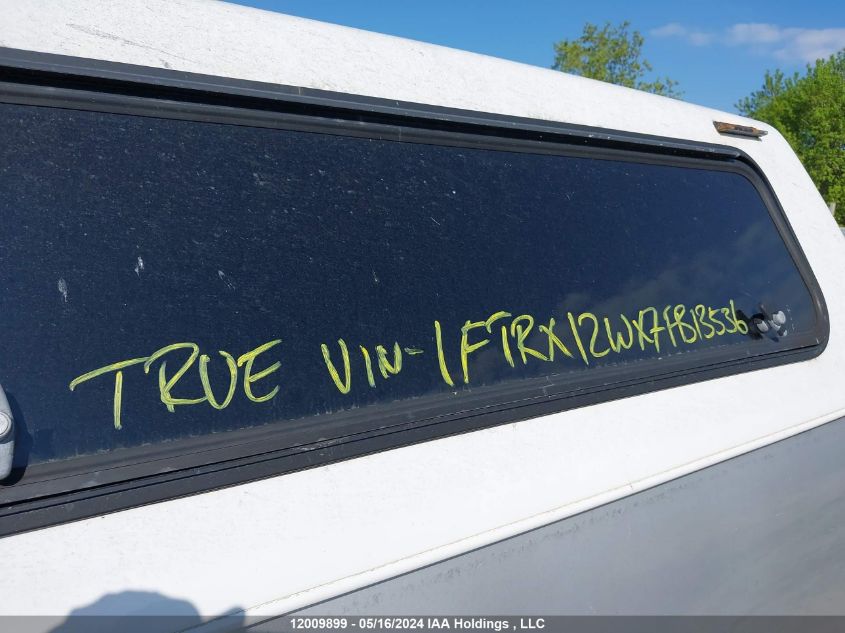 TRUE VIN-1FTRX12WX7FB13536
12009899 - 05/16/2024 IAA Holdings , LLC